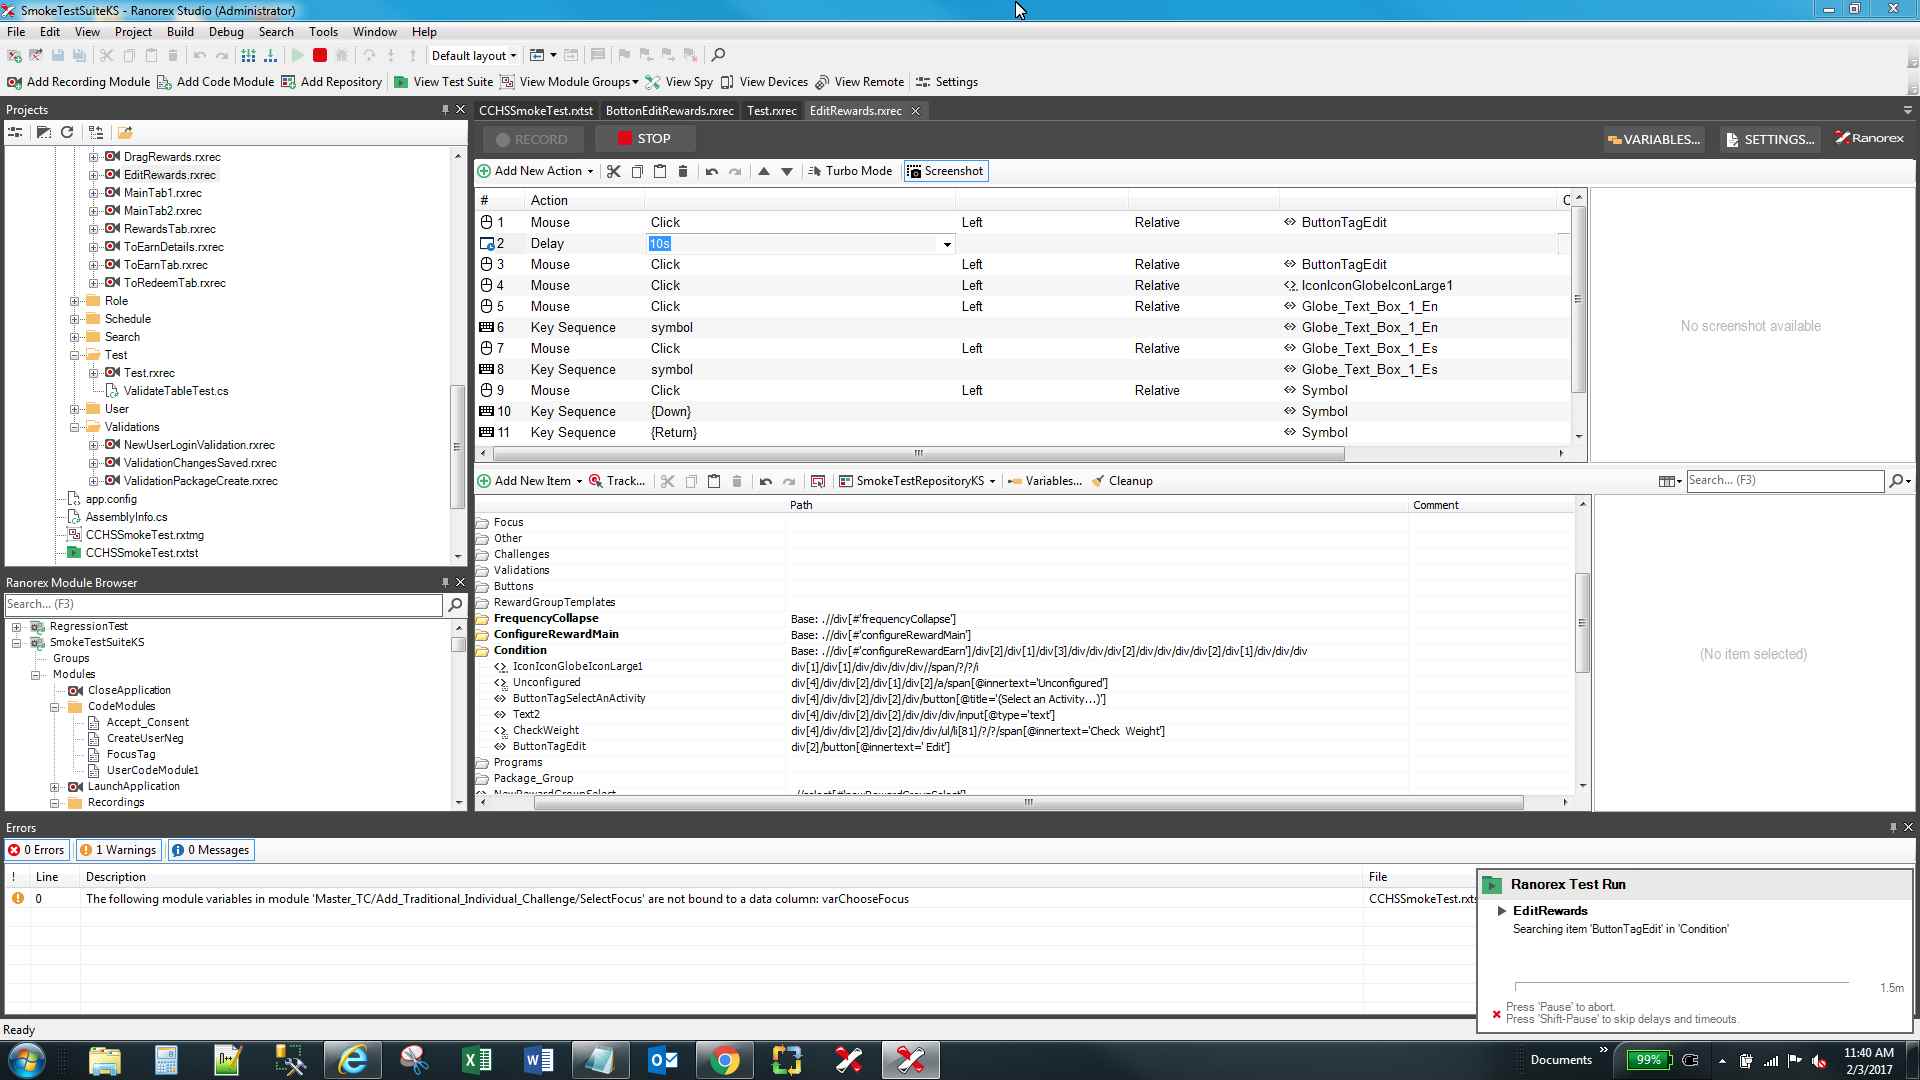 SmokeTestSuiteKS - Ranorex Studio (Administrator)
File Edit View Project Build Debug Search Tools Window Help
Default layout
Add Recording Module Add Code Module Add Repository View Test Suite View Module Groups View Spy View Devices View Remote Settings
Projects
DragRewards.rxrec
EditRewards.rxrec
MainTab1.rxrec
MainTab2.rxrec
RewardsTab.rxrec
ToEarnDetails.rxrec
ToEarnTab.rxrec
ToRedeemTab.rxrec
Role
Schedule
Search
Test
Test.rxrec
ValidateTableTest.cs
User
Validations
NewUserLoginValidation.rxrec
ValidationChangesSaved.rxrec
ValidationPackageCreate.rxrec
app.config
AssemblyInfo.cs
CCHSSmokeTest.rxtmg
CCHSSmokeTest.rxtst
Ranorex Module Browser
Search... (F3)
RegressionTest
SmokeTestSuiteKS
Groups
Modules
CloseApplication
CodeModules
Accept_Consent
CreateUserNeg
FocusTag
UserCodeModule1
LaunchApplication
Recordings
CCHSSmokeTest.rxtst BottonEditRewards.rxrec Test.rxrec EditRewards.rxrec
RECORD STOP VARIABLES... SETTINGS... Ranorex
Add New Action Turbo Mode Screenshot
# Action C
1 Mouse Click Left Relative ButtonTagEdit
2 Delay 10s
3 Mouse Click Left Relative ButtonTagEdit
4 Mouse Click Left Relative IconIconGlobeIconLarge1
5 Mouse Click Left Relative Globe_Text_Box_1_En
6 Key Sequence symbol Globe_Text_Box_1_En
7 Mouse Click Left Relative Globe_Text_Box_1_Es
8 Key Sequence symbol Globe_Text_Box_1_Es
9 Mouse Click Left Relative Symbol
10 Key Sequence {Down} Symbol
11 Key Sequence {Return} Symbol
No screenshot available
Add New Item Track... SmokeTestRepositoryKS Variables... Cleanup Search... (F3)
Path Comment
Focus
Other
Challenges
Validations
Buttons
RewardGroupTemplates
FrequencyCollapse Base: .//div[#'frequencyCollapse']
ConfigureRewardMain Base: .//div[#'configureRewardMain']
Condition Base: .//div[#'configureRewardEarn']/div[2]/div[1]/div[3]/div/div/div[2]/div/div/div/div[2]/div[1]/div/div/div
IconIconGlobeIconLarge1 div[1]/div[1]/div/div/div/div//span/?/?/i
Unconfigured div[4]/div/div[2]/div[1]/div[2]/a/span[@innertext='Unconfigured']
ButtonTagSelectAnActivity div[4]/div/div[2]/div[2]/div/button[@title='(Select an Activity...)']
Text2 div[4]/div/div[2]/div[2]/div/div/div/input[@type='text']
CheckWeight div[4]/div/div[2]/div[2]/div/div/ul/li[81]/?/?/span[@innertext='Check  Weight']
ButtonTagEdit div[2]/button[@innertext=' Edit']
Programs
Package_Group
NewRewardGroupSelect .//select[#'newRewardGroupSelect']
(No item selected)
Errors
0 Errors 1 Warnings 0 Messages
! Line Description File
0 The following module variables in module 'Master_TC/Add_Traditional_Individual_Challenge/SelectFocus' are not bound to a data column: varChooseFocus CCHSSmokeTest.rxts
Ranorex Test Run
EditRewards
Searching item 'ButtonTagEdit' in 'Condition'
1.5m
Press 'Pause' to abort.
Press 'Shift-Pause' to skip delays and timeouts.
Ready
Documents 99% 11:40 AM
2/3/2017